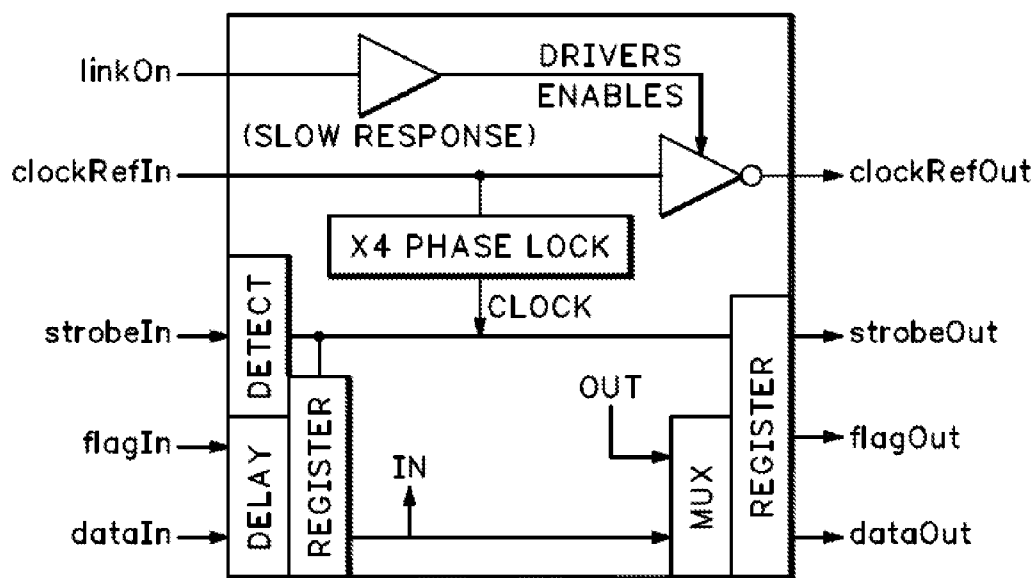 linkOn
DRIVERS
ENABLES
(SLOW RESPONSE)
clockRefIn
clockRefOut
X4 PHASE LOCK
CLOCK
strobeIn
DETECT
strobeOut
OUT
REGISTER
flagIn
DELAY
REGISTER
IN
MUX
flagOut
dataIn
dataOut